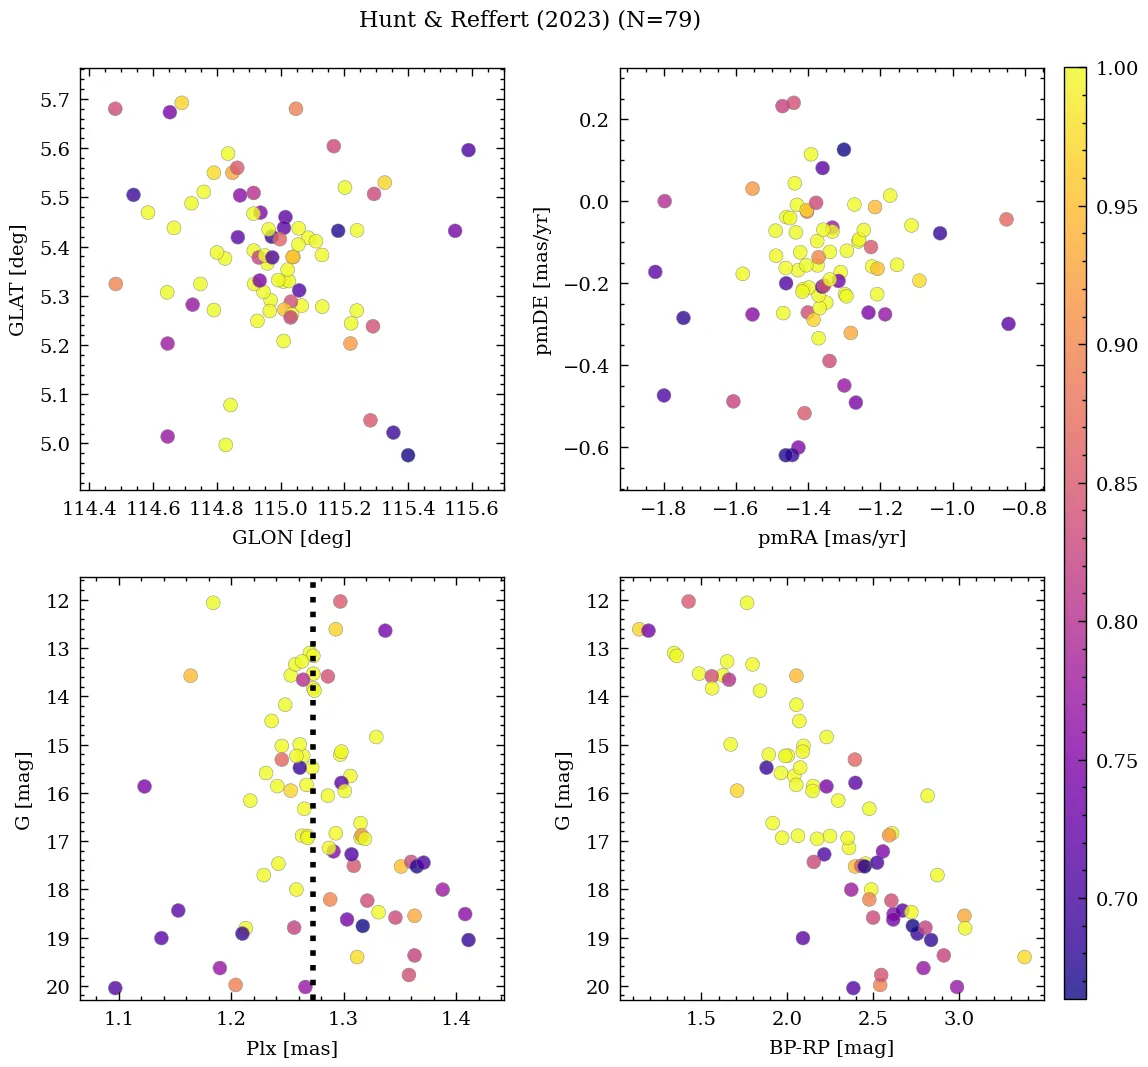 Hunt & Reffert (2023) (N=79)
5.7
5.6
5.5
5.4
5.3
5.2
5.1
5.0
GLAT [deg]
114.4 114.6 114.8 115.0 115.2 115.4 115.6
GLON [deg]
0.2
0.0
−0.2
−0.4
−0.6
pmDE [mas/yr]
−1.8 −1.6 −1.4 −1.2 −1.0 −0.8
pmRA [mas/yr]
12
13
14
15
16
17
18
19
20
G [mag]
1.1 1.2 1.3 1.4
Plx [mas]
12
13
14
15
16
17
18
19
20
G [mag]
1.5 2.0 2.5 3.0
BP-RP [mag]
1.00
0.95
0.90
0.85
0.80
0.75
0.70